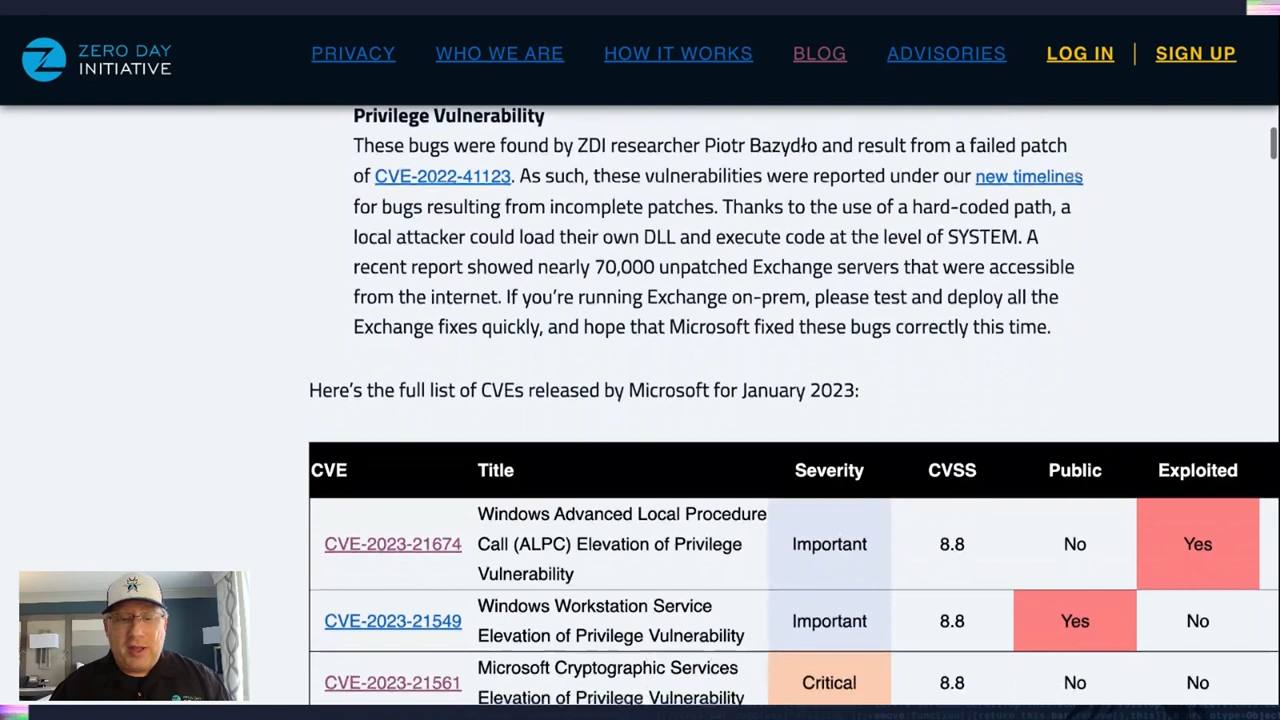 ZERO DAY
INITIATIVE
PRIVACY WHO WE ARE HOW IT WORKS BLOG ADVISORIES LOG IN | SIGN UP
Privilege Vulnerability
These bugs were found by ZDI researcher Piotr Bazydło and result from a failed patch
of CVE-2022-41123. As such, these vulnerabilities were reported under our new timelines
for bugs resulting from incomplete patches. Thanks to the use of a hard-coded path, a
local attacker could load their own DLL and execute code at the level of SYSTEM. A
recent report showed nearly 70,000 unpatched Exchange servers that were accessible
from the internet. If you’re running Exchange on-prem, please test and deploy all the
Exchange fixes quickly, and hope that Microsoft fixed these bugs correctly this time.
Here’s the full list of CVEs released by Microsoft for January 2023:
CVE Title Severity CVSS Public Exploited
Windows Advanced Local Procedure
CVE-2023-21674 Call (ALPC) Elevation of Privilege Important 8.8 No Yes
Vulnerability
Windows Workstation Service
CVE-2023-21549 Important 8.8 Yes No
Elevation of Privilege Vulnerability
Microsoft Cryptographic Services
CVE-2023-21561 Critical 8.8 No No
Elevation of Privilege Vulnerability